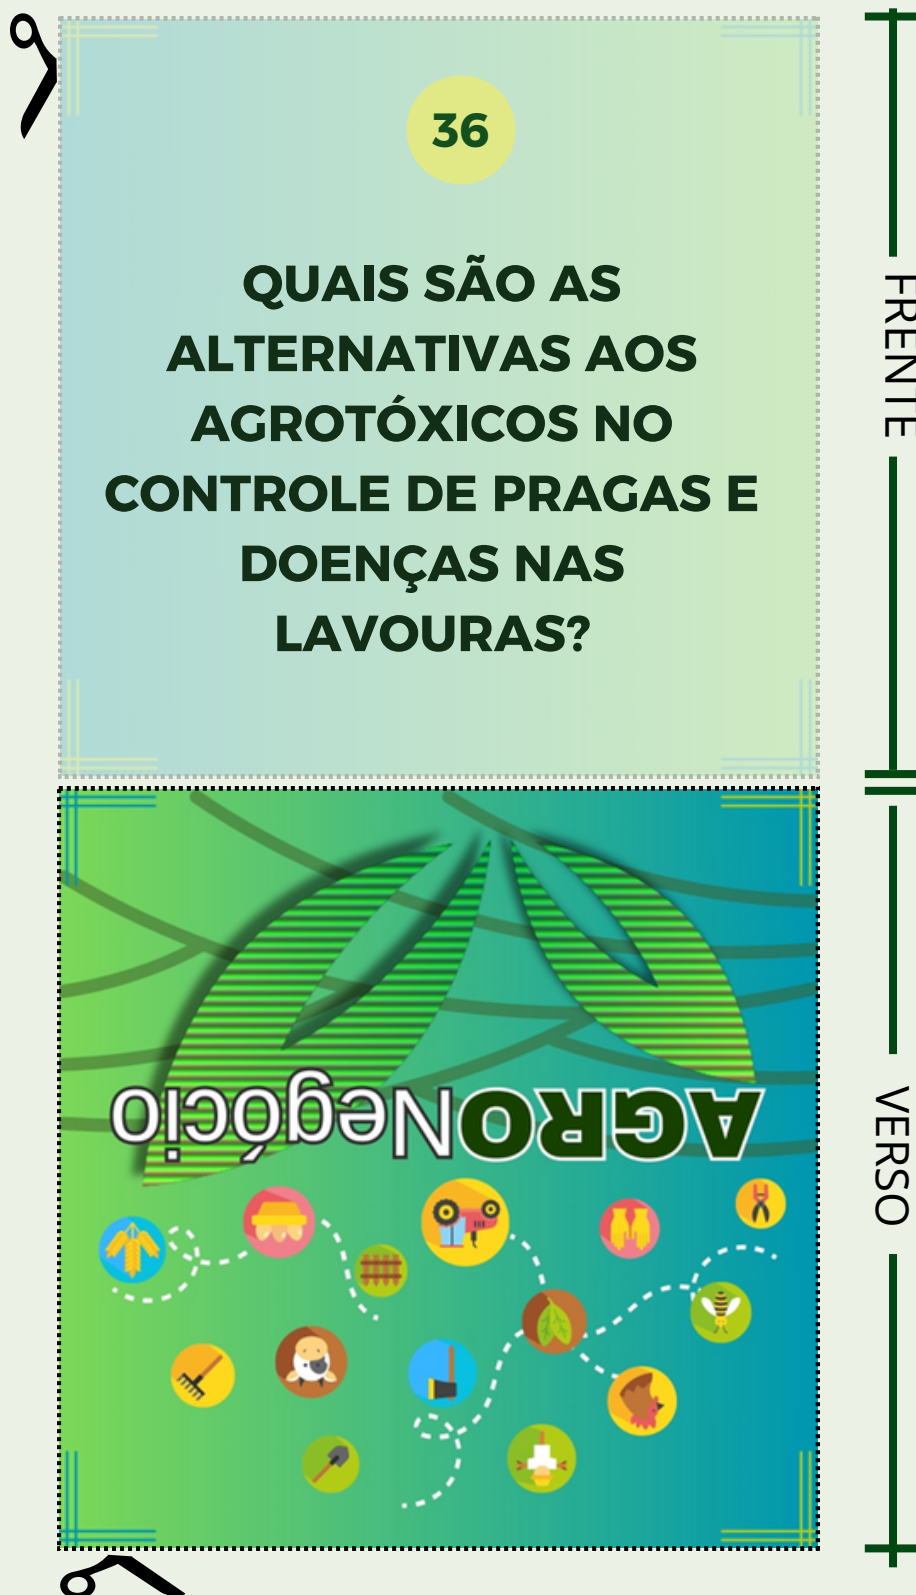 36
QUAIS SÃO AS
ALTERNATIVAS AOS
AGROTÓXICOS NO
CONTROLE DE PRAGAS E
DOENÇAS NAS
LAVOURAS?
FRENTE
AGRONegócio
VERSO